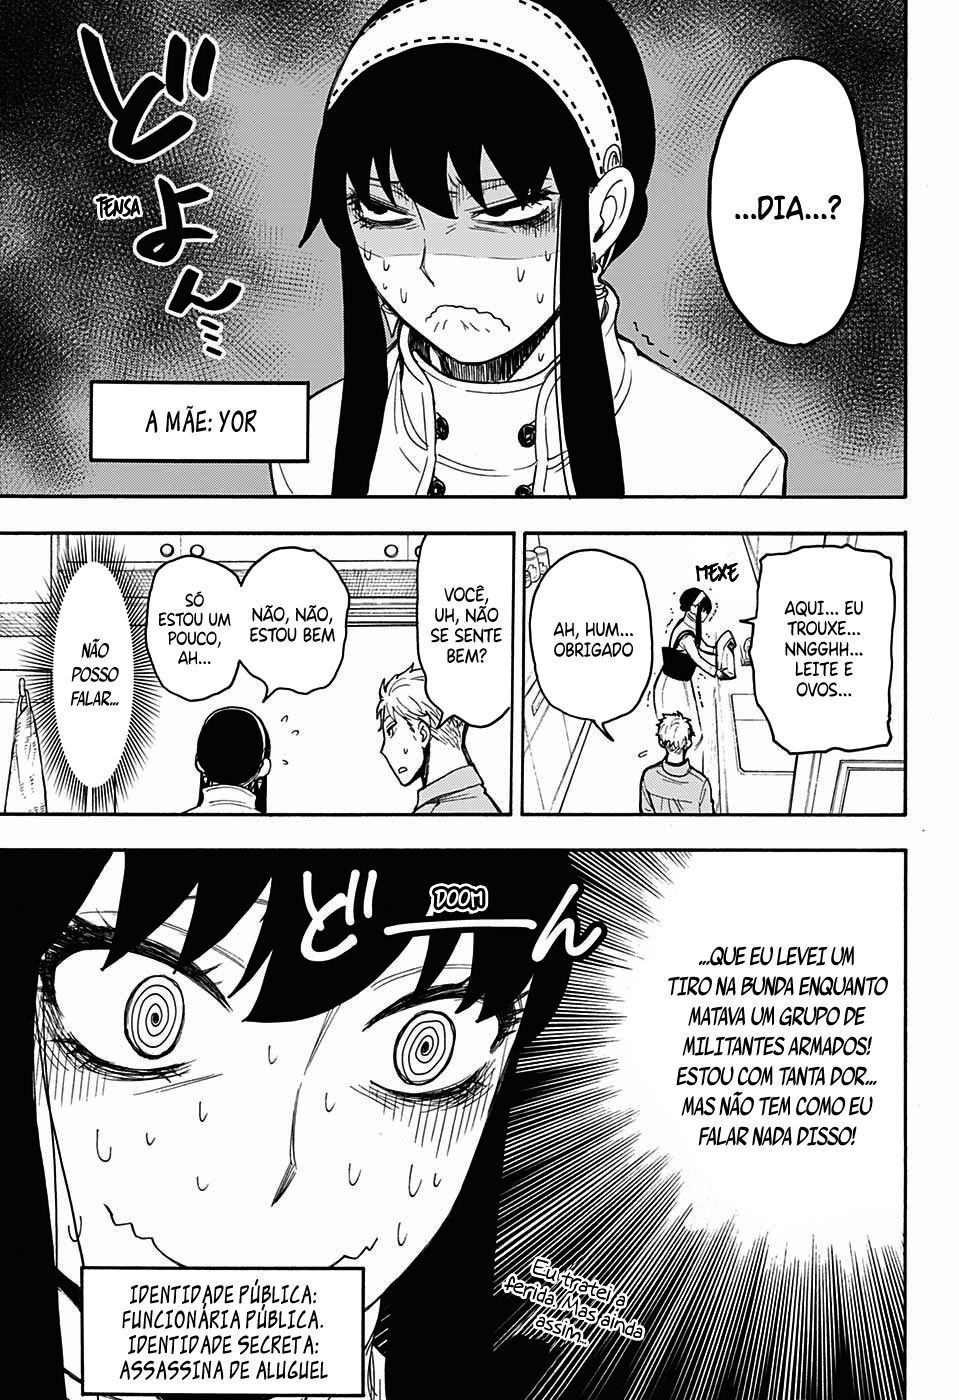 どよんミ
TENSA
...DIA...?
A MÃE: YOR
AQUI... EU
TROUXE...
NNGGHH...
LEITE E
OVOS...
MEXE
AH, HUM...
OBRIGADO
VOCÊ,
UH, NÃO
SE SENTE
BEM?
NÃO, NÃO,
ESTOU BEM
SÓ
ESTOU UM
POUCO,
AH...
NÃO
POSSO
FALAR...
どーん
DOOM
...QUE EU LEVEI UM
TIRO NA BUNDA ENQUANTO
MATAVA UM GRUPO DE
MILITANTES ARMADOS!
ESTOU COM TANTA DOR...
MAS NÃO TEM COMO EU
FALAR NADA DISSO!
Eu tratei a
ferida. Mas ainda
assim...
IDENTIDADE PÚBLICA:
FUNCIONÁRIA PÚBLICA.
IDENTIDADE SECRETA:
ASSASSINA DE ALUGUEL